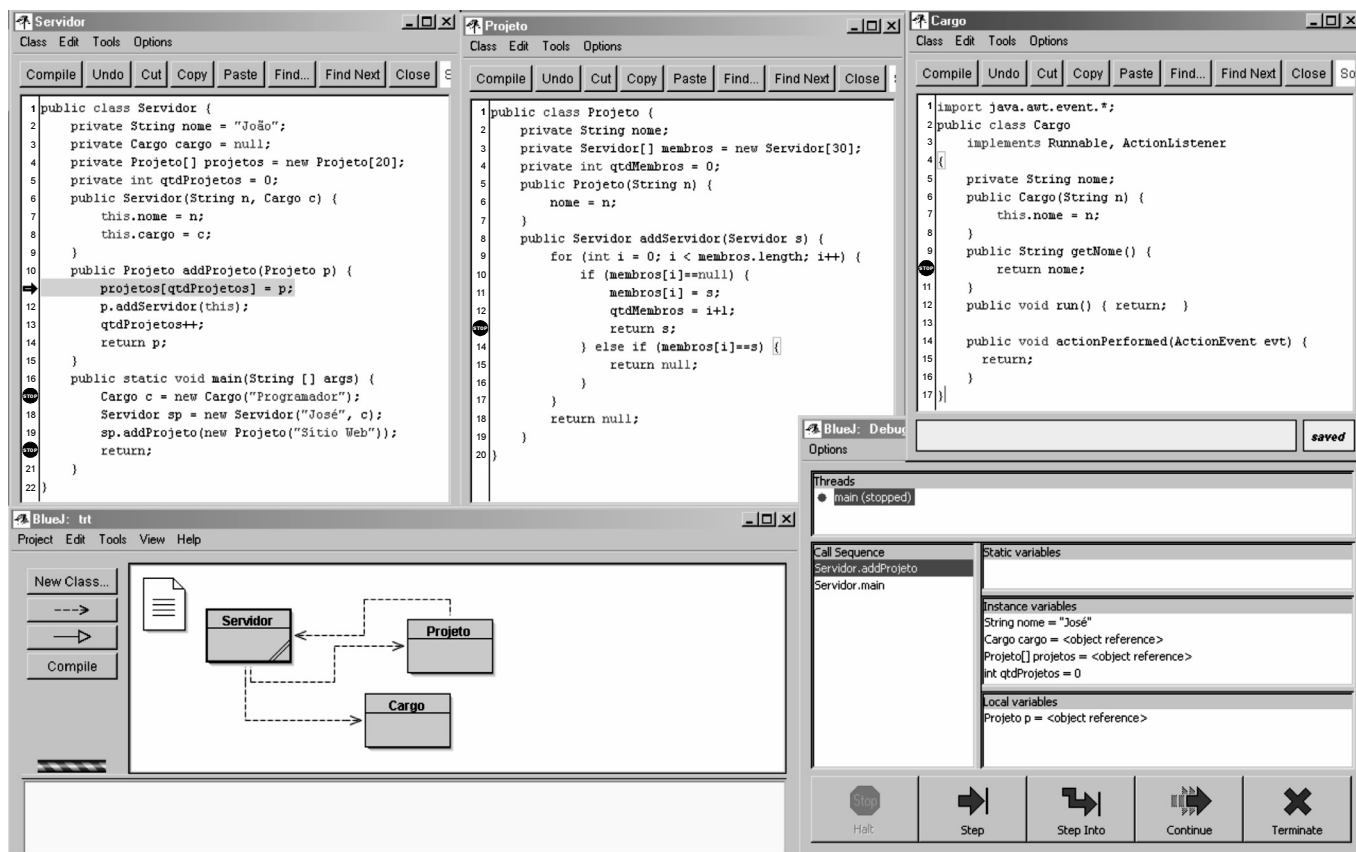 Servidor
Class Edit Tools Options
Compile Undo Cut Copy Paste Find... Find Next Close
1 public class Servidor {
2 private String nome = "João";
3 private Cargo cargo = null;
4 private Projeto[] projetos = new Projeto[20];
5 private int qtdProjetos = 0;
6 public Servidor(String n, Cargo c) {
7 this.nome = n;
8 this.cargo = c;
9 }
10 public Projeto addProjeto(Projeto p) {
projetos[qtdProjetos] = p;
12 p.addServidor(this);
13 qtdProjetos++;
14 return p;
15 }
16 public static void main(String [] args) {
STOP Cargo c = new Cargo("Programador");
18 Servidor sp = new Servidor("José", c);
19 sp.addProjeto(new Projeto("Sítio Web"));
STOP return;
21 }
22 }
Projeto
Class Edit Tools Options
Compile Undo Cut Copy Paste Find... Find Next Close
1 public class Projeto {
2 private String nome;
3 private Servidor[] membros = new Servidor[30];
4 private int qtdMembros = 0;
5 public Projeto(String n) {
6 nome = n;
7 }
8 public Servidor addServidor(Servidor s) {
9 for (int i = 0; i < membros.length; i++) {
10 if (membros[i]==null) {
11 membros[i] = s;
12 qtdMembros = i+1;
STOP return s;
14 } else if (membros[i]==s) {
15 return null;
16 }
17 }
18 return null;
19 }
20 }
Cargo
Class Edit Tools Options
Compile Undo Cut Copy Paste Find... Find Next Close So
1 import java.awt.event.*;
2 public class Cargo
3 implements Runnable, ActionListener
4 {
5 private String nome;
6 public Cargo(String n) {
7 this.nome = n;
8 }
9 public String getNome() {
STOP return nome;
11 }
12 public void run() { return; }
13
14 public void actionPerformed(ActionEvent evt) {
15 return;
16 }
17 }
saved
BlueJ: trt
Project Edit Tools View Help
New Class...
Compile
Servidor
Projeto
Cargo
BlueJ: Debug
Options
Threads
main (stopped)
Call Sequence
Servidor.addProjeto
Servidor.main
Static variables
Instance variables
String nome = "José"
Cargo cargo = <object reference>
Projeto[] projetos = <object reference>
int qtdProjetos = 0
Local variables
Projeto p = <object reference>
Stop
Halt Step Step Into Continue Terminate